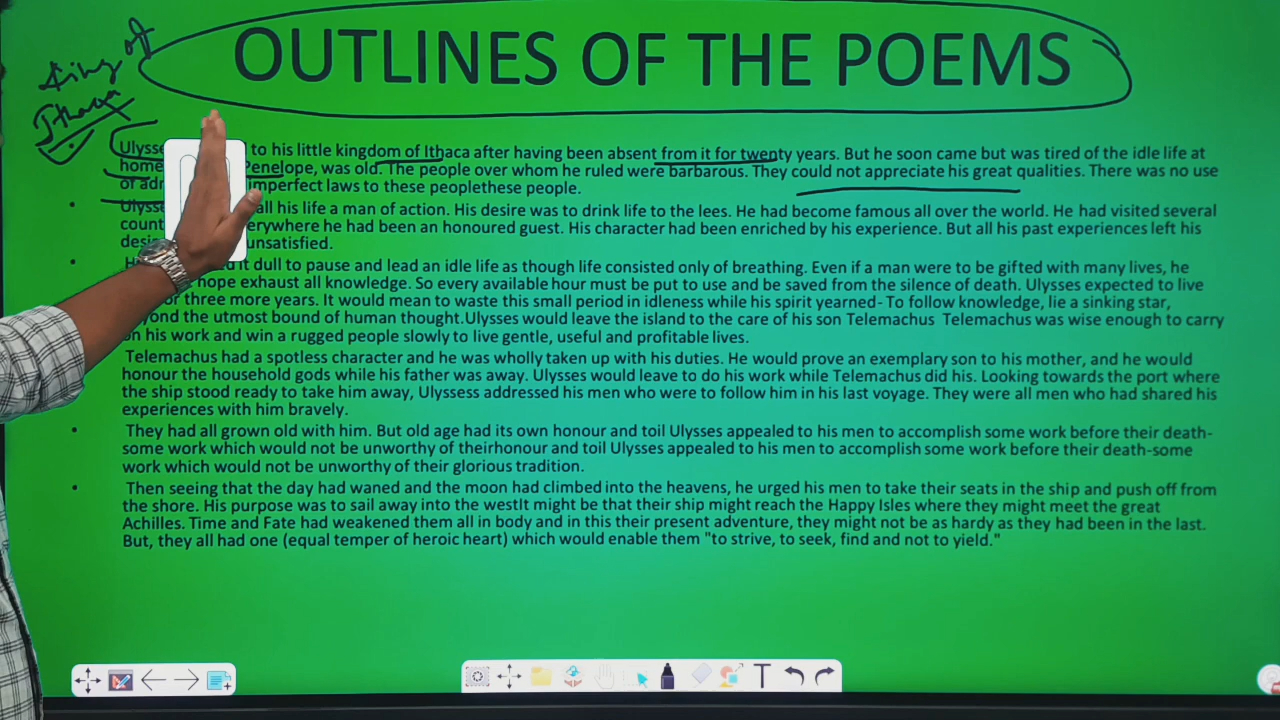 King of
Ithaca
OUTLINES OF THE POEMS
to his little kingdom of Ithaca after having been absent from it for twenty years. But he soon came but was tired of the idle life at
home Penelope, was old. The people over whom he ruled were barbarous. They could not appreciate his great qualities. There was no use
imperfect laws to these peoplethese people.
• all his life a man of action. His desire was to drink life to the lees. He had become famous all over the world. He had visited several
he had been an honoured guest. His character had been enriched by his experience. But all his past experiences left his
unsatisfied.
• it dull to pause and lead an idle life as though life consisted only of breathing. Even if a man were to be gifted with many lives, he
hope exhaust all knowledge. So every available hour must be put to use and be saved from the silence of death. Ulysses expected to live
three more years. It would mean to waste this small period in idleness while his spirit yearned- To follow knowledge, lie a sinking star,
the utmost bound of human thought.Ulysses would leave the island to the care of his son Telemachus Telemachus was wise enough to carry
on his work and win a rugged people slowly to live gentle, useful and profitable lives.
Telemachus had a spotless character and he was wholly taken up with his duties. He would prove an exemplary son to his mother, and he would
honour the household gods while his father was away. Ulysses would leave to do his work while Telemachus did his. Looking towards the port where
the ship stood ready to take him away, Ulyssess addressed his men who were to follow him in his last voyage. They were all men who had shared his
experiences with him bravely.
• They had all grown old with him. But old age had its own honour and toil Ulysses appealed to his men to accomplish some work before their death-
some work which would not be unworthy of theirhonour and toil Ulysses appealed to his men to accomplish some work before their death-some
work which would not be unworthy of their glorious tradition.
• Then seeing that the day had waned and the moon had climbed into the heavens, he urged his men to take their seats in the ship and push off from
the shore. His purpose was to sail away into the westIt might be that their ship might reach the Happy Isles where they might meet the great
Achilles. Time and Fate had weakened them all in body and in this their present adventure, they might not be as hardy as they had been in the last.
But, they all had one (equal temper of heroic heart) which would enable them "to strive, to seek, find and not to yield."
T